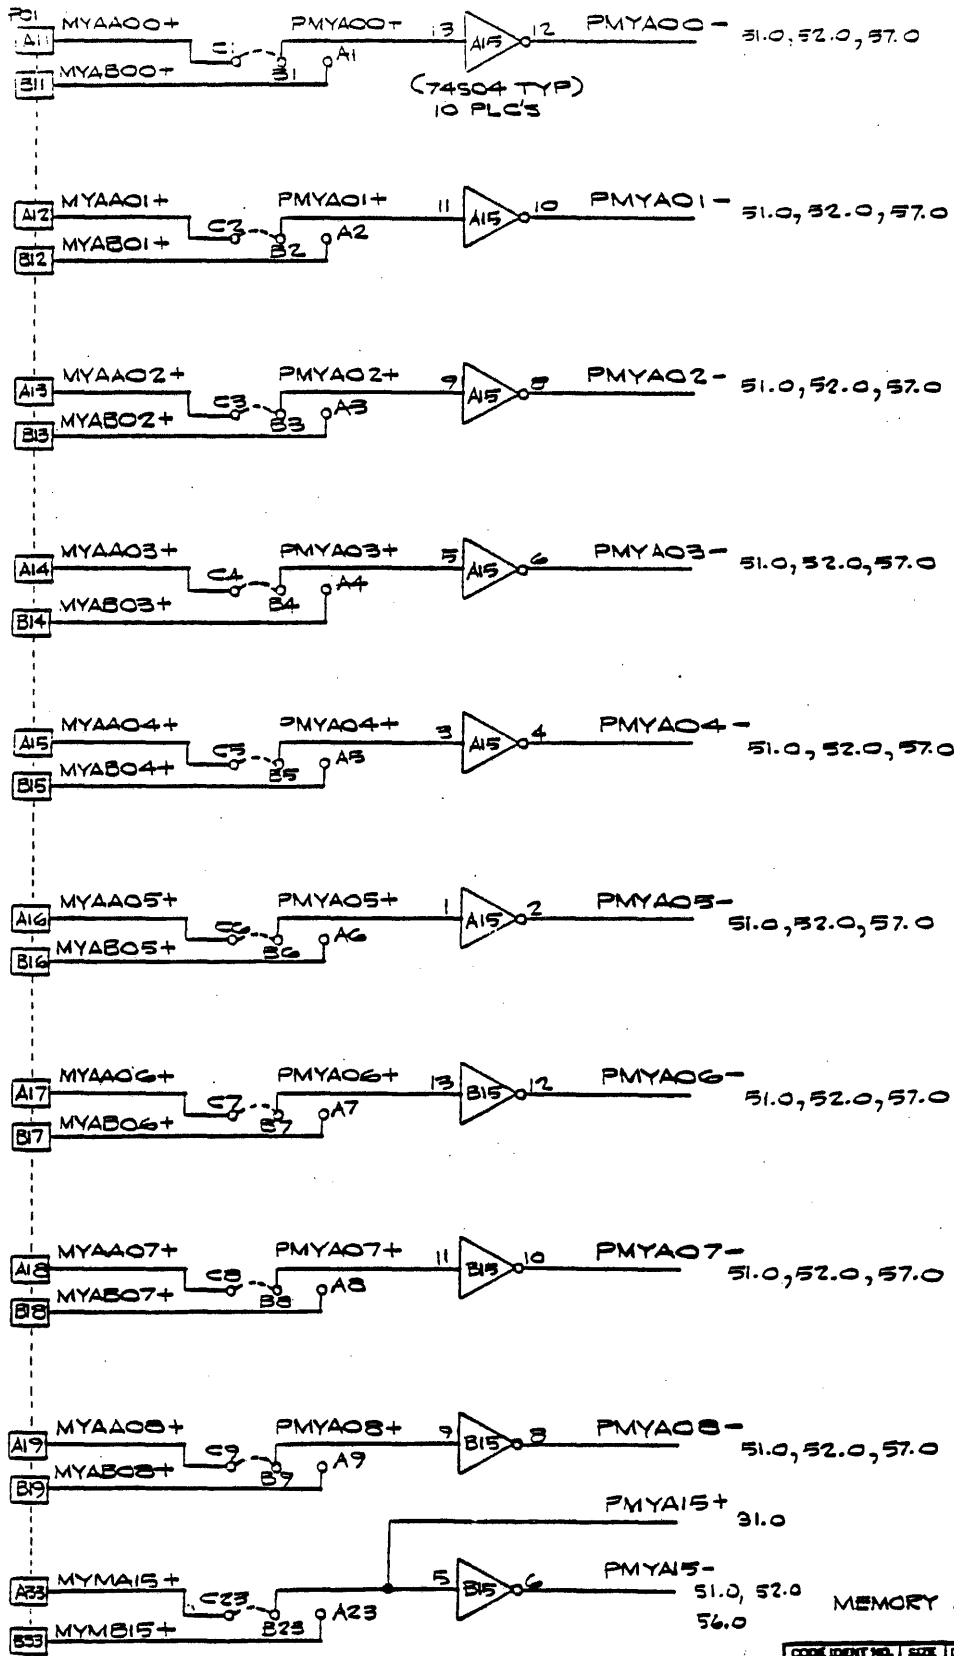 P01
A11 MYAA00+ C1 B1 PMYA00+ A1 13 A15 12 PMYA00- 51.0, 52.0, 57.0
B11 MYAB00+
(74S04 TYP)
10 PLC'S
A12 MYAA01+ C2 B2 PMYA01+ A2 11 A15 10 PMYA01- 51.0, 52.0, 57.0
B12 MYAB01+
A13 MYAA02+ C3 B3 PMYA02+ A3 9 A15 8 PMYA02- 51.0, 52.0, 57.0
B13 MYAB02+
A14 MYAA03+ C4 B4 PMYA03+ A4 5 A15 6 PMYA03- 51.0, 52.0, 57.0
B14 MYAB03+
A15 MYAA04+ C5 B5 PMYA04+ A5 3 A15 4 PMYA04- 51.0, 52.0, 57.0
B15 MYAB04+
A16 MYAA05+ C6 B6 PMYA05+ A6 1 A15 2 PMYA05- 51.0, 52.0, 57.0
B16 MYAB05+
A17 MYAA06+ C7 B7 PMYA06+ A7 13 B15 12 PMYA06- 51.0, 52.0, 57.0
B17 MYAB06+
A18 MYAA07+ C8 B8 PMYA07+ A8 11 B15 10 PMYA07- 51.0, 52.0, 57.0
B18 MYAB07+
A19 MYAA08+ C9 B9 PMYA08+ A9 9 B15 8 PMYA08- 51.0, 52.0, 57.0
B19 MYAB08+
PMYA15+ 31.0
A33 MYMA15+ C23 B23 A23 5 B15 6 PMYA15- 51.0, 52.0
56.0
B33 MYMB15+
MEMORY
CODE IDENT NO. SIZE